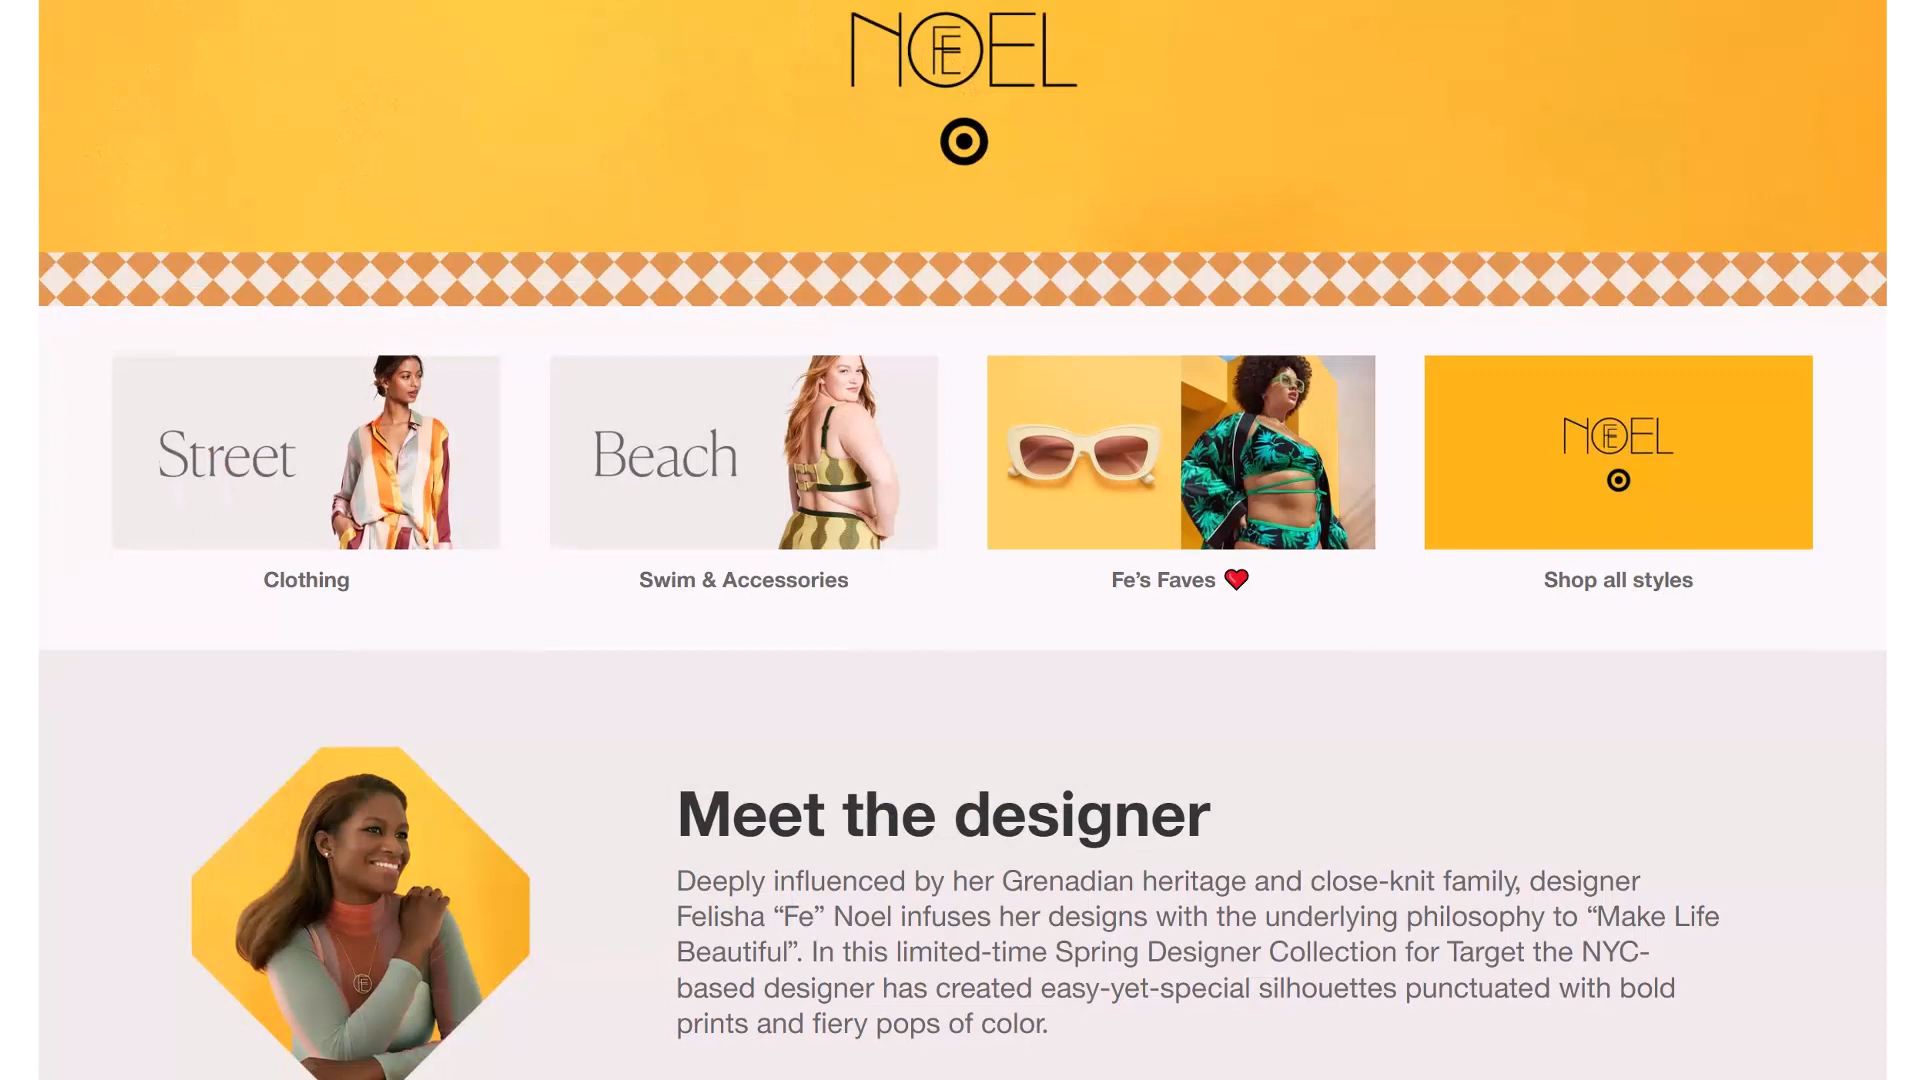 NOEL
FE
Street
Beach
NOEL
FE
Clothing
Swim & Accessories
Fe’s Faves ❤️
Shop all styles
Meet the designer
Deeply influenced by her Grenadian heritage and close-knit family, designer
Felisha “Fe” Noel infuses her designs with the underlying philosophy to “Make Life
Beautiful”. In this limited-time Spring Designer Collection for Target the NYC-
based designer has created easy-yet-special silhouettes punctuated with bold
prints and fiery pops of color.